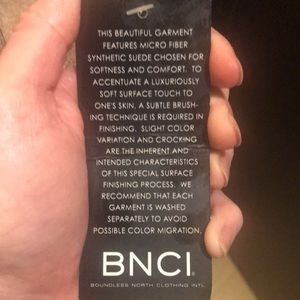 THIS BEAUTIFUL GARMENT
FEATURES MICRO FIBER
SYNTHETIC SUEDE CHOSEN FOR
SOFTNESS AND COMFORT. TO
ACCENTUATE A LUXURIOUSLY
SOFT SURFACE TOUCH TO
ONE'S SKIN, A SUBTLE BRUSH-
ING TECHNIQUE IS REQUIRED IN
FINISHING. SLIGHT COLOR
VARIATION AND CROCKING
ARE THE INHERENT AND
INTENDED CHARACTERISTICS
OF THIS SPECIAL SURFACE
FINISHING PROCESS. WE
RECOMMEND THAT EACH
GARMENT IS WASHED
SEPARATELY TO AVOID
POSSIBLE COLOR MIGRATION.
BNCI
BOUNDLESS NORTH CLOTHING INTL